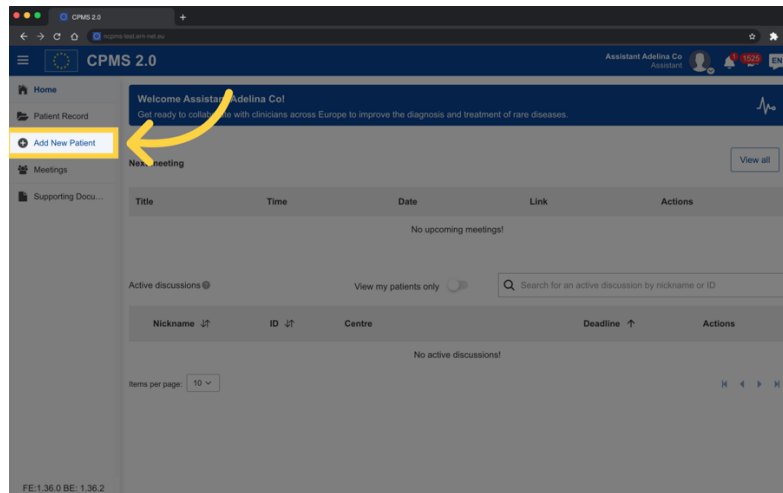 CPMS 2.0
CPMS 2.0
Assistant Adelina Co
Assistant
1
1525
EN
Home
Patient Record
Add New Patient
Meetings
Supporting Docu...
Welcome Assistant Adelina Co!
Get ready to collaborate with clinicians across Europe to improve the diagnosis and treatment of rare diseases.
Next meeting
View all
Title Time Date Link Actions
No upcoming meetings!
Active discussions
View my patients only
Search for an active discussion by nickname or ID
Nickname ID Centre Deadline Actions
No active discussions!
Items per page: 10
FE:1.36.0 BE: 1.36.2